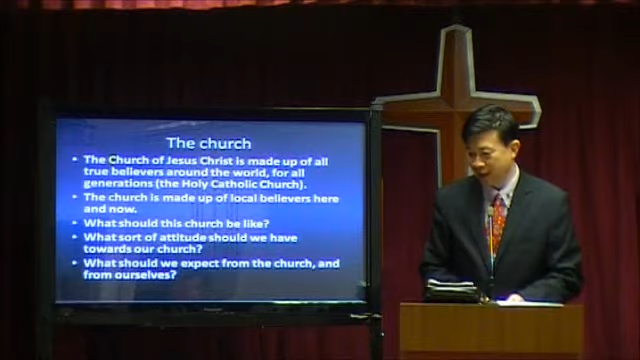 The church
• The Church of Jesus Christ is made up of all
true believers around the world, for all
generations (the Holy Catholic Church).
• The church is made up of local believers here
and now.
• What should this church be like?
• What sort of attitude should we have
towards our church?
• What should we expect from the church, and
from ourselves?